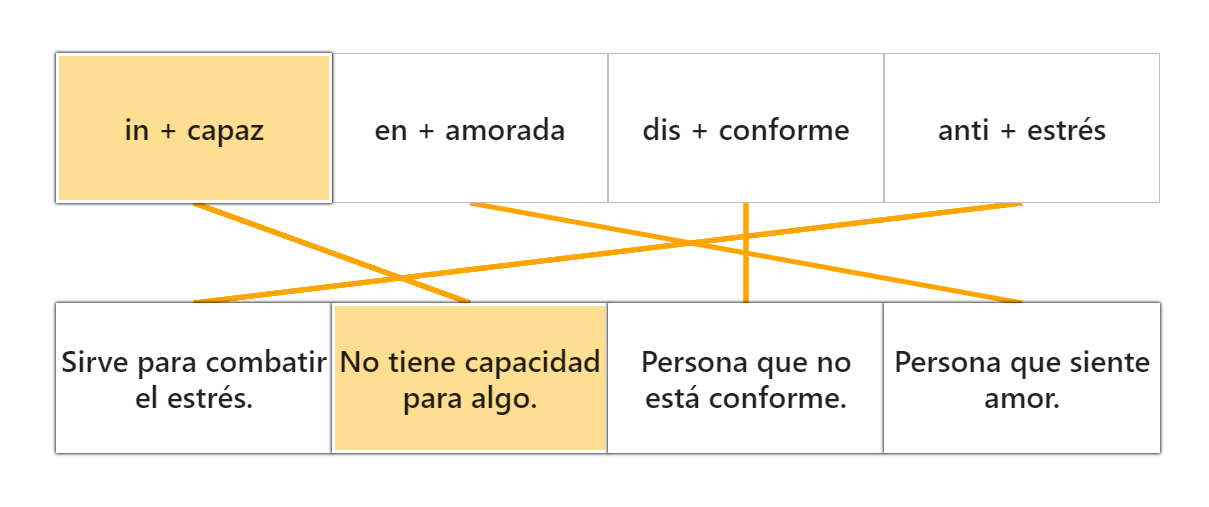 in + capaz
en + amorada
dis + conforme
anti + estrés
Sirve para combatir
el estrés.
No tiene capacidad
para algo.
Persona que no
está conforme.
Persona que siente
amor.